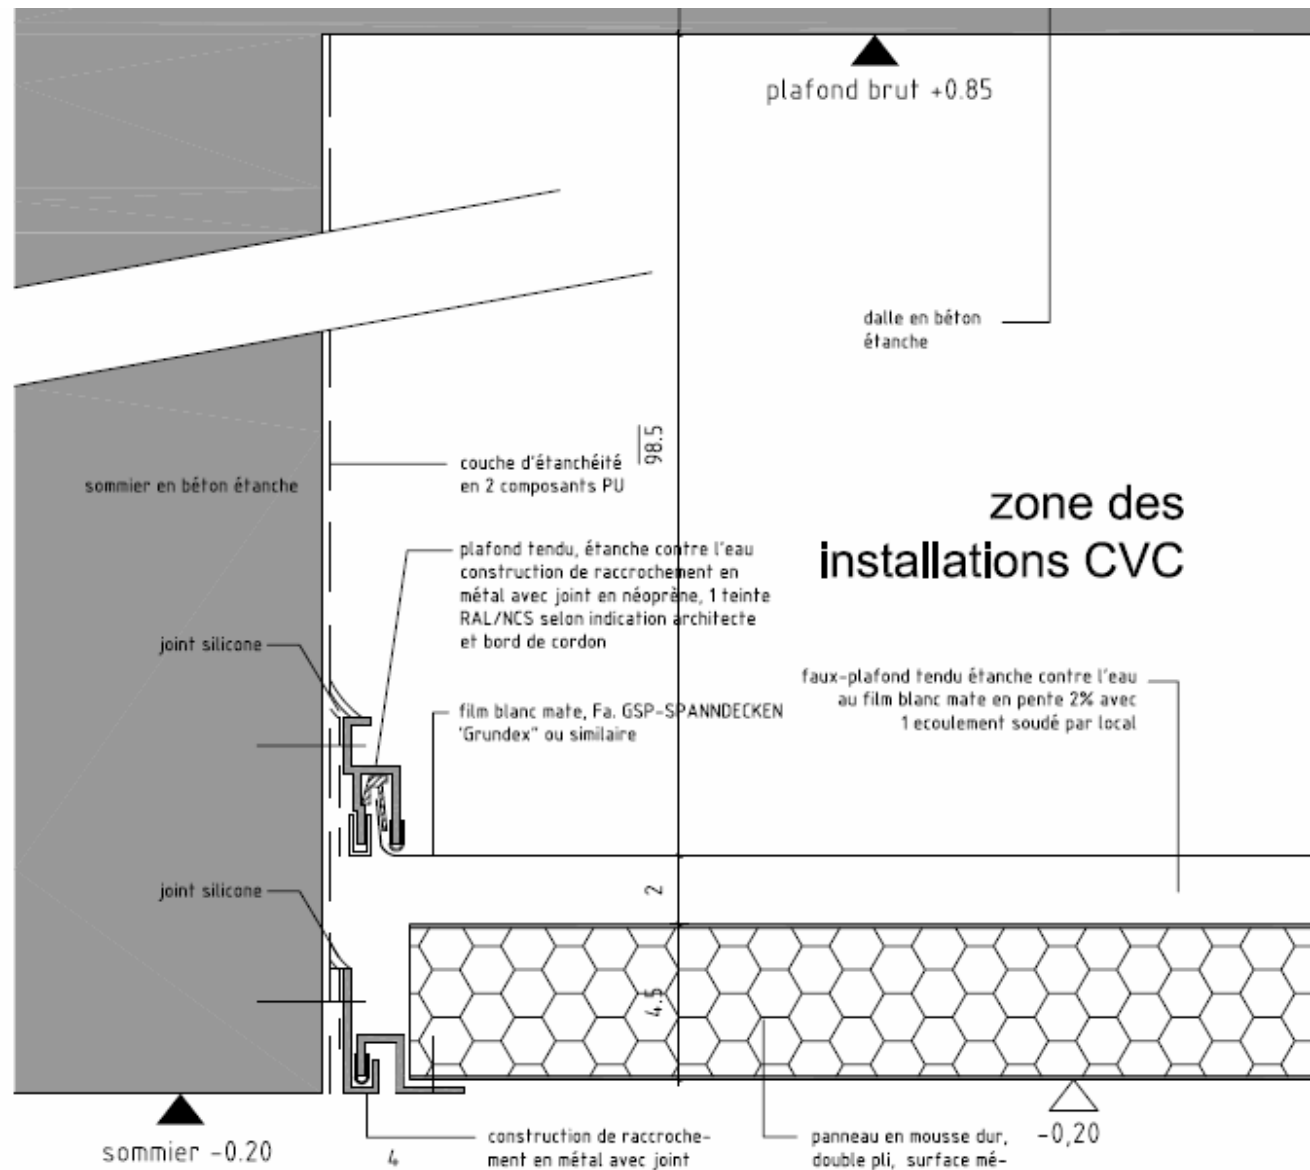 plafond brut +0.85
dalle en béton
étanche
98.5
couche d'étanchéité
en 2 composants PU
sommier en béton étanche
zone des
installations CVC
plafond tendu, étanche contre l'eau
construction de raccrochement en
métal avec joint en néoprène, 1 teinte
RAL/NCS selon indication architecte
et bord de cordon
joint silicone
faux-plafond tendu étanche contre l'eau
au film blanc mate en pente 2% avec
1 ecoulement soudé par local
film blanc mate, Fa. GSP-SPANNDECKEN
'Grundex" ou similaire
joint silicone
2
4.5
sommier -0.20
4
construction de raccroche-
ment en métal avec joint
panneau en mousse dur,
double pli, surface mé-
-0,20